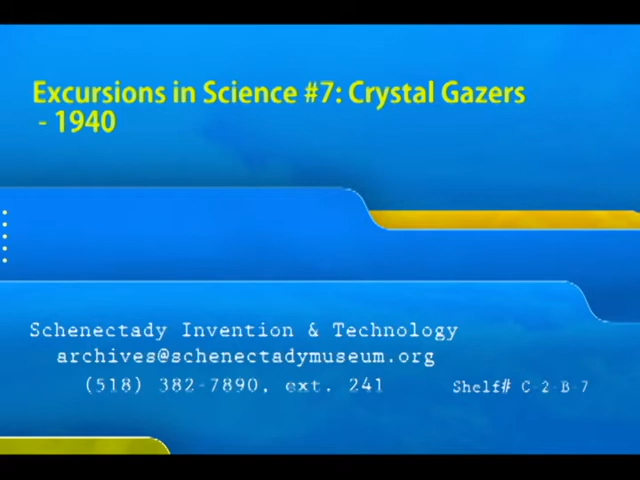 Excursions in Science #7: Crystal Gazers
- 1940
Schenectady Invention & Technology
archives@schenectadymuseum.org
(518) 382-7890, ext. 241
Shelf# C-2-B-7